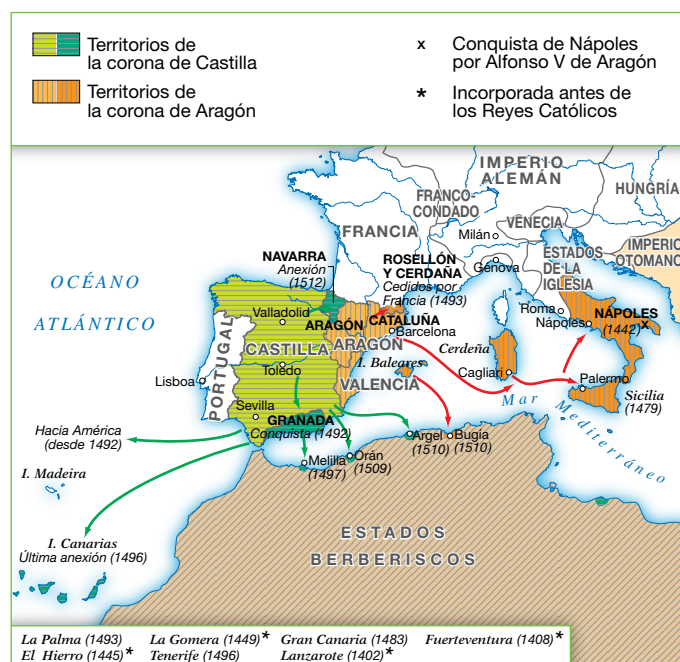 Territorios de
la corona de Castilla
Territorios de
la corona de Aragón
x Conquista de Nápoles
por Alfonso V de Aragón
* Incorporada antes de
los Reyes Católicos
IMPERIO
ALEMÁN
HUNGRÍA
FRANCO-
CONDADO
VENECIA
FRANCIA
Milán
Génova
ESTADOS
DE LA
IGLESIA
IMPERIO
OTOMANO
NAVARRA
Anexión
(1512)
ROSELLÓN
Y CERDAÑA
Cedidos por
Francia (1493)
OCÉANO
ATLÁNTICO
Valladolid
ARAGÓN
CATALUÑA
Barcelona
Roma
Nápoles
NÁPOLES
(1442) x
PORTUGAL
CASTILLA
ARAGÓN
I. Baleares
Cerdeña
Toledo
VALENCIA
Cagliari
Palermo
Lisboa
Sicilia
(1479)
Sevilla
Mar Mediterráneo
GRANADA
Conquista (1492)
Hacia América
(desde 1492)
Argel
(1510)
Bugía
(1510)
Orán
(1509)
Melilla
(1497)
I. Madeira
I. Canarias
Última anexión (1496)
ESTADOS
BERBERISCOS
La Palma (1493) La Gomera (1449)* Gran Canaria (1483) Fuerteventura (1408)*
El Hierro (1445)* Tenerife (1496) Lanzarote (1402)*